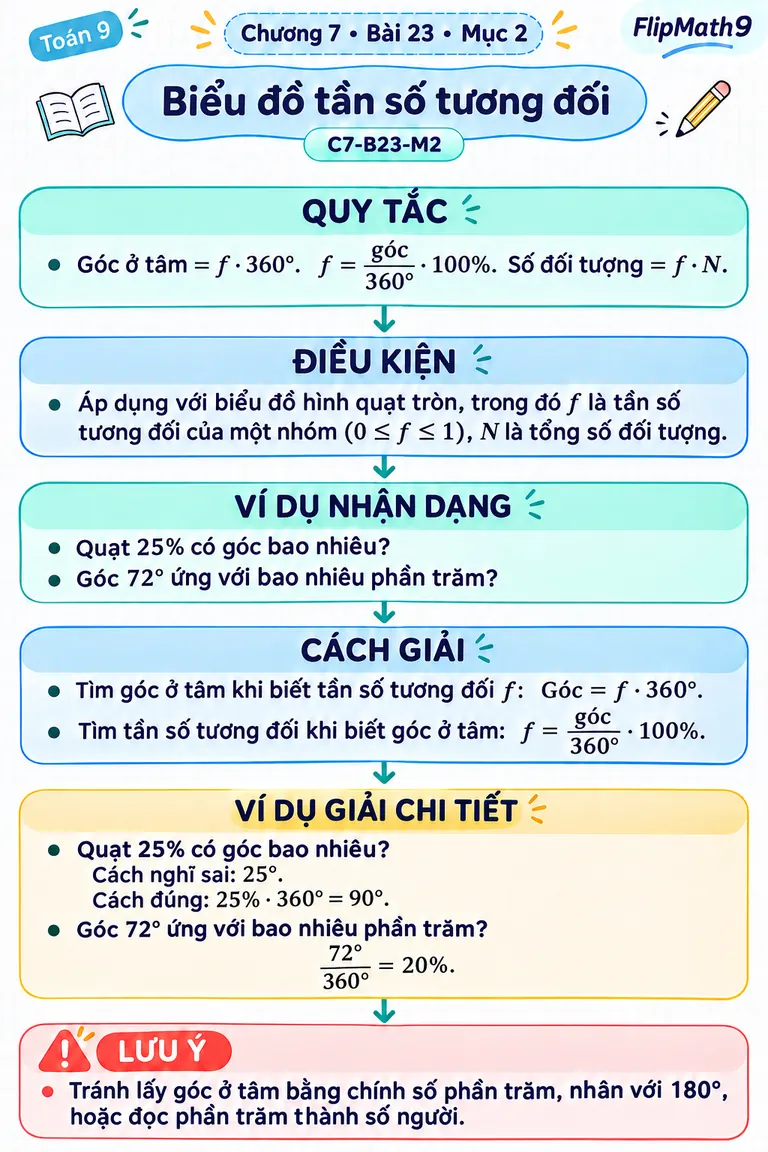 Toán 9
Chương 7 • Bài 23 • Mục 2
FlipMath9
Biểu đồ tần số tương đối
C7-B23-M2
QUY TẮC
• Góc ở tâm = f · 360°. f = góc/360° · 100%. Số đối tượng = f · N.
ĐIỀU KIỆN
• Áp dụng với biểu đồ hình quạt tròn, trong đó f là tần số
tương đối của một nhóm (0 ≤ f ≤ 1), N là tổng số đối tượng.
VÍ DỤ NHẬN DẠNG
• Quạt 25% có góc bao nhiêu?
• Góc 72° ứng với bao nhiêu phần trăm?
CÁCH GIẢI
• Tìm góc ở tâm khi biết tần số tương đối f: Góc = f · 360°.
• Tìm tần số tương đối khi biết góc ở tâm: f = góc/360° · 100%.
VÍ DỤ GIẢI CHI TIẾT
• Quạt 25% có góc bao nhiêu?
Cách nghĩ sai: 25°.
Cách đúng: 25% · 360° = 90°.
• Góc 72° ứng với bao nhiêu phần trăm?
72°/360° = 20%.
LƯU Ý
• Tránh lấy góc ở tâm bằng chính số phần trăm, nhân với 180°,
hoặc đọc phần trăm thành số người.